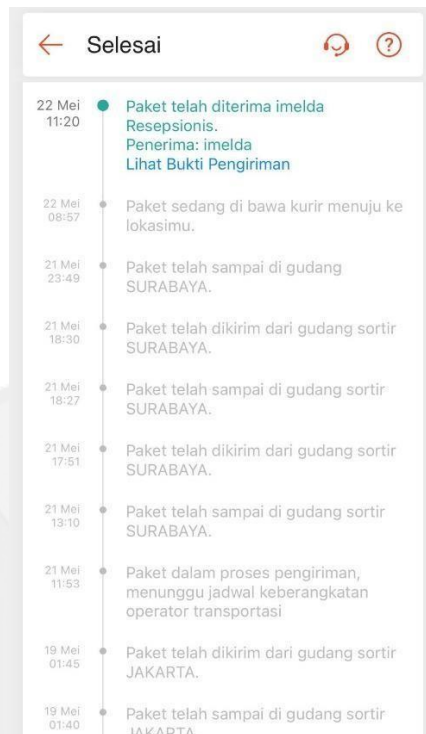 Selesai
22 Mei
11:20
Paket telah diterima imelda
Resepsionis.
Penerima: imelda
Lihat Bukti Pengiriman
22 Mei
08:57
Paket sedang di bawa kurir menuju ke
lokasimu.
21 Mei
23:49
Paket telah sampai di gudang
SURABAYA.
21 Mei
18:30
Paket telah dikirim dari gudang sortir
SURABAYA.
21 Mei
18:27
Paket telah sampai di gudang sortir
SURABAYA.
21 Mei
17:51
Paket telah dikirim dari gudang sortir
SURABAYA.
21 Mei
13:10
Paket telah sampai di gudang sortir
SURABAYA.
21 Mei
11:53
Paket dalam proses pengiriman,
menunggu jadwal keberangkatan
operator transportasi
19 Mei
01:45
Paket telah dikirim dari gudang sortir
JAKARTA.
19 Mei
01:40
Paket telah sampai di gudang sortir
JAKARTA